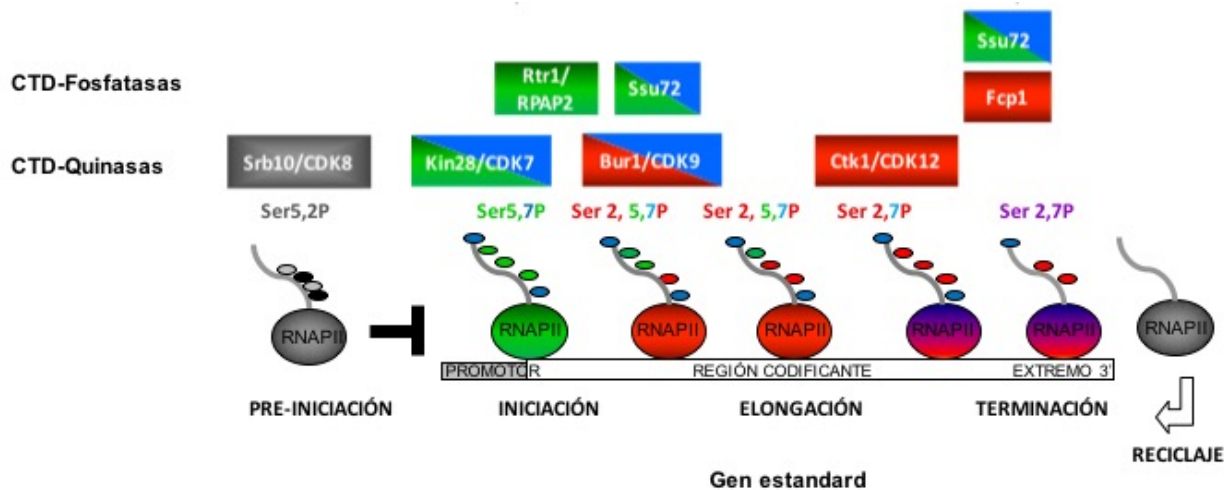 Ssu72
CTD-Fosfatasas
Rtr1/
RPAP2
Ssu72
Fcp1
CTD-Quinasas
Srb10/CDK8
Kin28/CDK7
Bur1/CDK9
Ctk1/CDK12
Ser5,2P
Ser5,7P
Ser 2, 5,7P
Ser 2, 5,7P
Ser 2,7P
Ser 2,7P
RNAPII
RNAPII
RNAPII
RNAPII
RNAPII
RNAPII
RNAPII
PROMOTOR
REGIÓN CODIFICANTE
EXTREMO 3'
PRE-INICIACIÓN
INICIACIÓN
ELONGACIÓN
TERMINACIÓN
RECICLAJE
Gen estandard